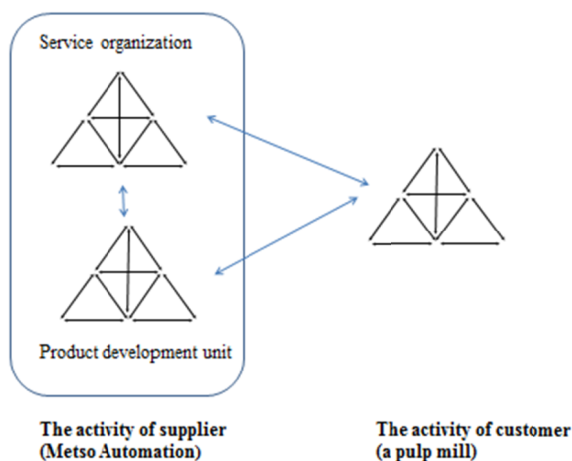 Service organization
Product development unit
The activity of supplier
(Metso Automation)
The activity of customer
(a pulp mill)